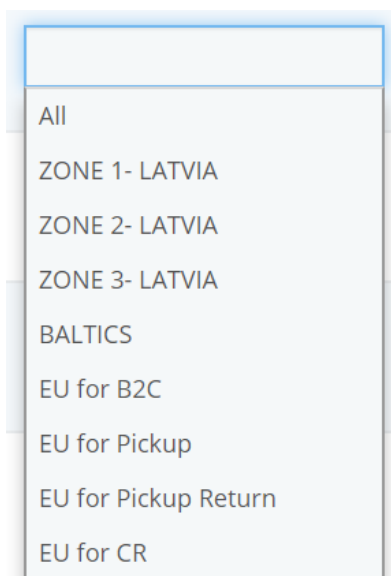 All
ZONE 1- LATVIA
ZONE 2- LATVIA
ZONE 3- LATVIA
BALTICS
EU for B2C
EU for Pickup
EU for Pickup Return
EU for CR